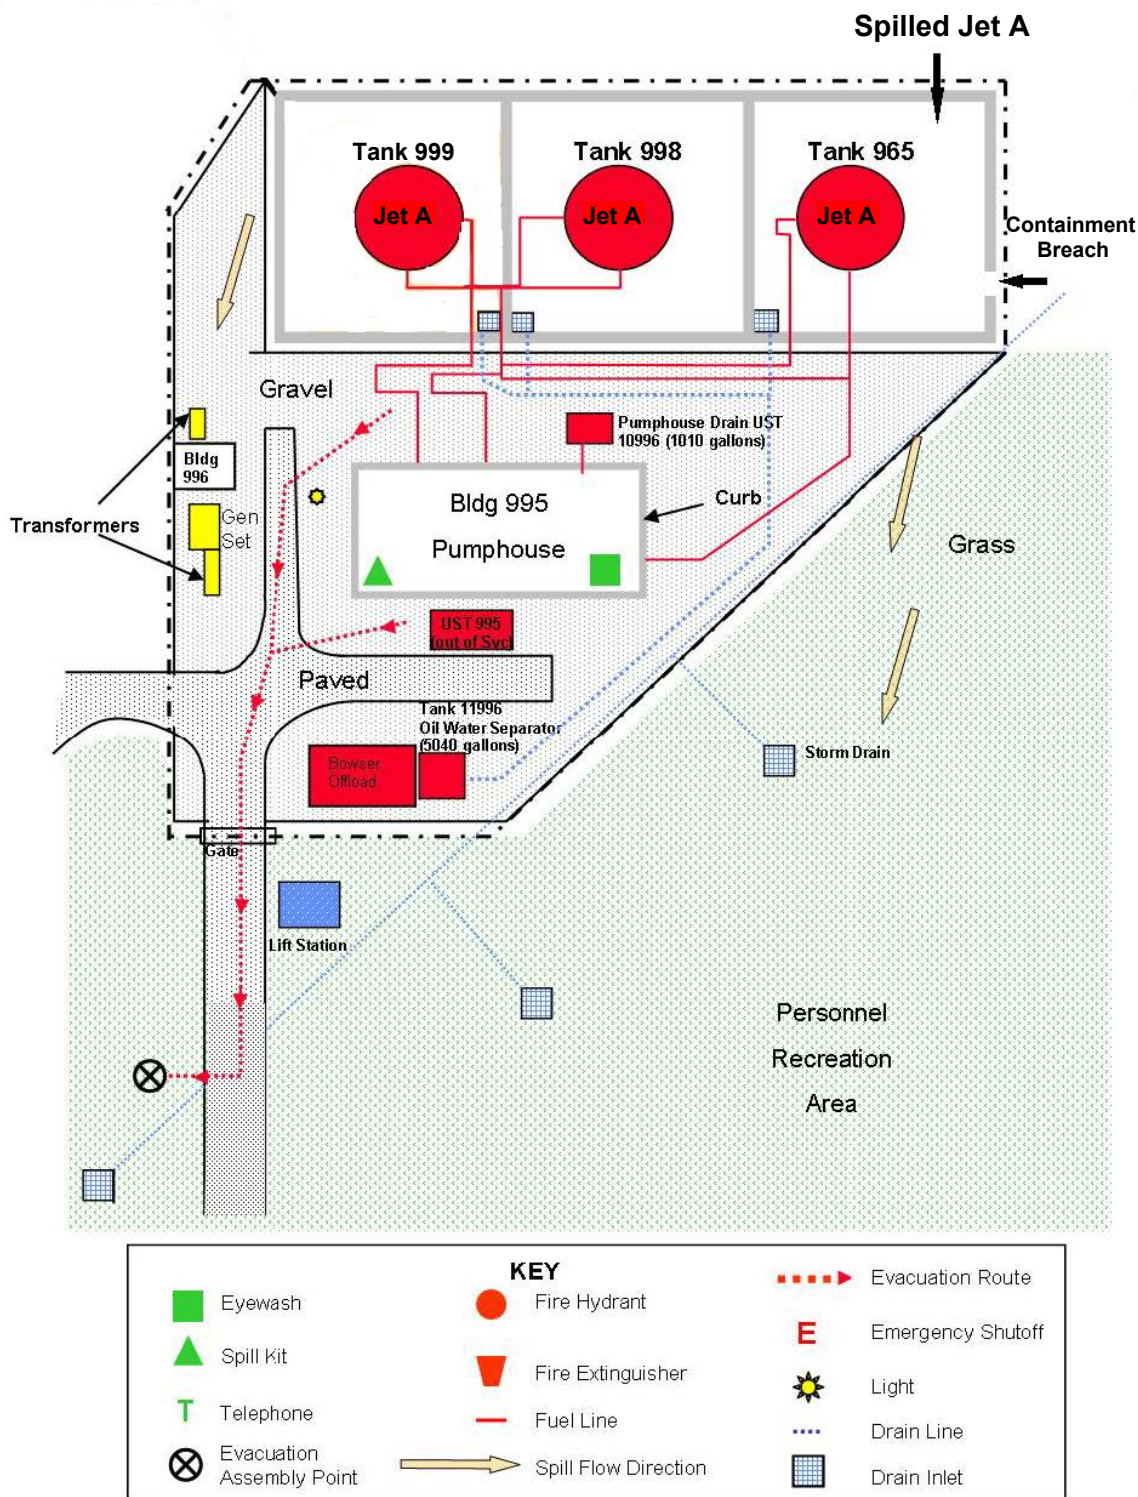 Spilled Jet A
Tank 999
Tank 998
Tank 965
Jet A
Jet A
Jet A
Containment
Breach
Gravel
Pumphouse Drain UST
10996 (1010 gallons)
Bldg
996
Bldg 995
Pumphouse
Curb
Transformers
Gen
Set
Grass
UST 995
(out of Svc)
Paved
Tank 11996
Oil Water Separator
(5040 gallons)
Bowser
Offload
Storm Drain
Gate
Lift Station
Personnel
Recreation
Area
KEY
Eyewash
Spill Kit
T
Telephone
Evacuation
Assembly Point
Fire Hydrant
Fire Extinguisher
Fuel Line
Spill Flow Direction
Evacuation Route
E
Emergency Shutoff
Light
Drain Line
Drain Inlet